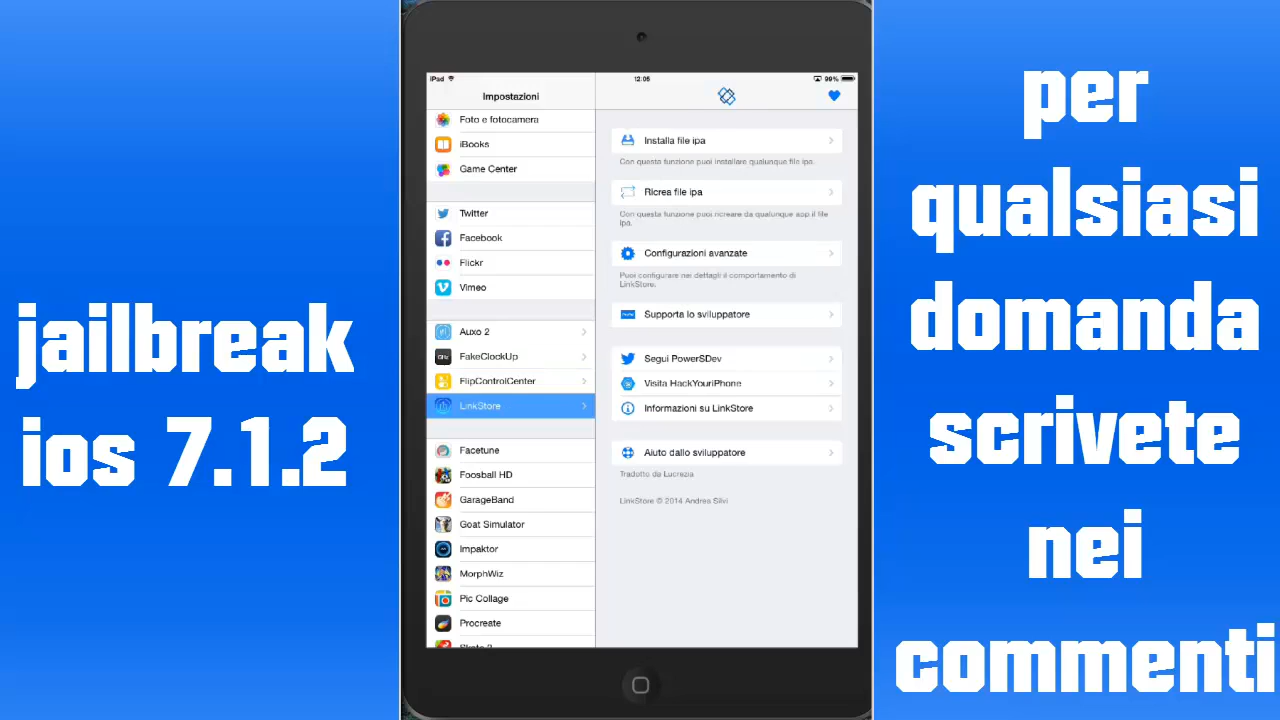 jailbreak
ios 7.1.2
iPad
12:05
99%
Impostazioni
Foto e fotocamera
iBooks
Game Center
Twitter
Facebook
Flickr
Vimeo
Auxo 2
FakeClockUp
FlipControlCenter
LinkStore
Facetune
Foosball HD
GarageBand
Goat Simulator
Impaktor
MorphWiz
Pic Collage
Procreate
Skate 2
Installa file ipa
Con questa funzione puoi installare qualunque file ipa.
Ricrea file ipa
Con questa funzione puoi ricreare da qualunque app il file
ipa.
Configurazioni avanzate
Puoi configurare nei dettagli il comportamento di
LinkStore.
Supporta lo sviluppatore
Segui PowerSDev
Visita HackYouriPhone
Informazioni su LinkStore
Aiuto dallo sviluppatore
Tradotto da Lucrezia
LinkStore © 2014 Andrea Silvi
per
qualsiasi
domanda
scrivete
nei
commenti